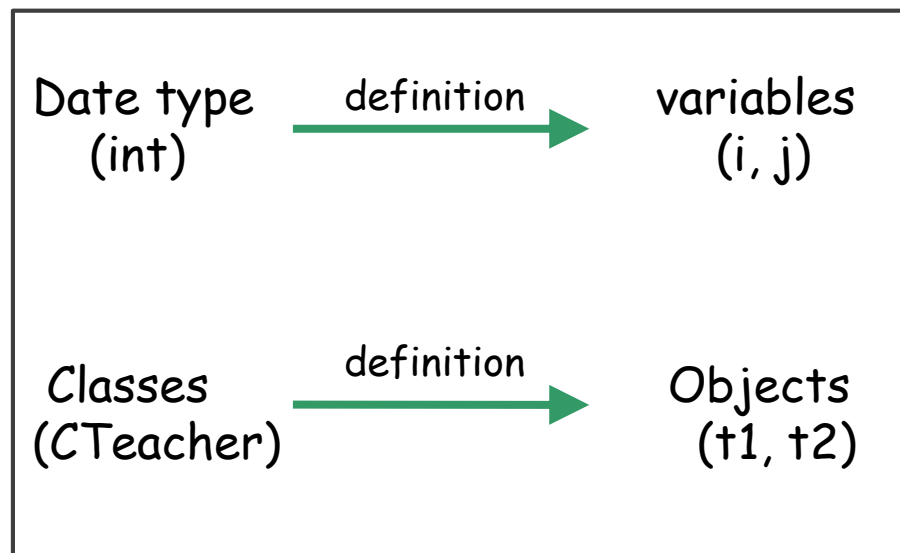 Date type
(int)
definition
variables
(i, j)
Classes
(CTeacher)
definition
Objects
(t1, t2)